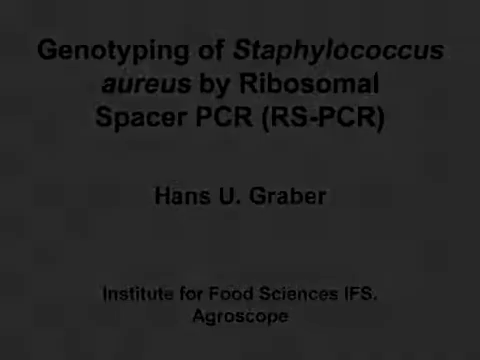 Genotyping of Staphylococcus
aureus by Ribosomal
Spacer PCR (RS-PCR)
Hans U. Graber
Institute for Food Sciences IFS.
Agroscope